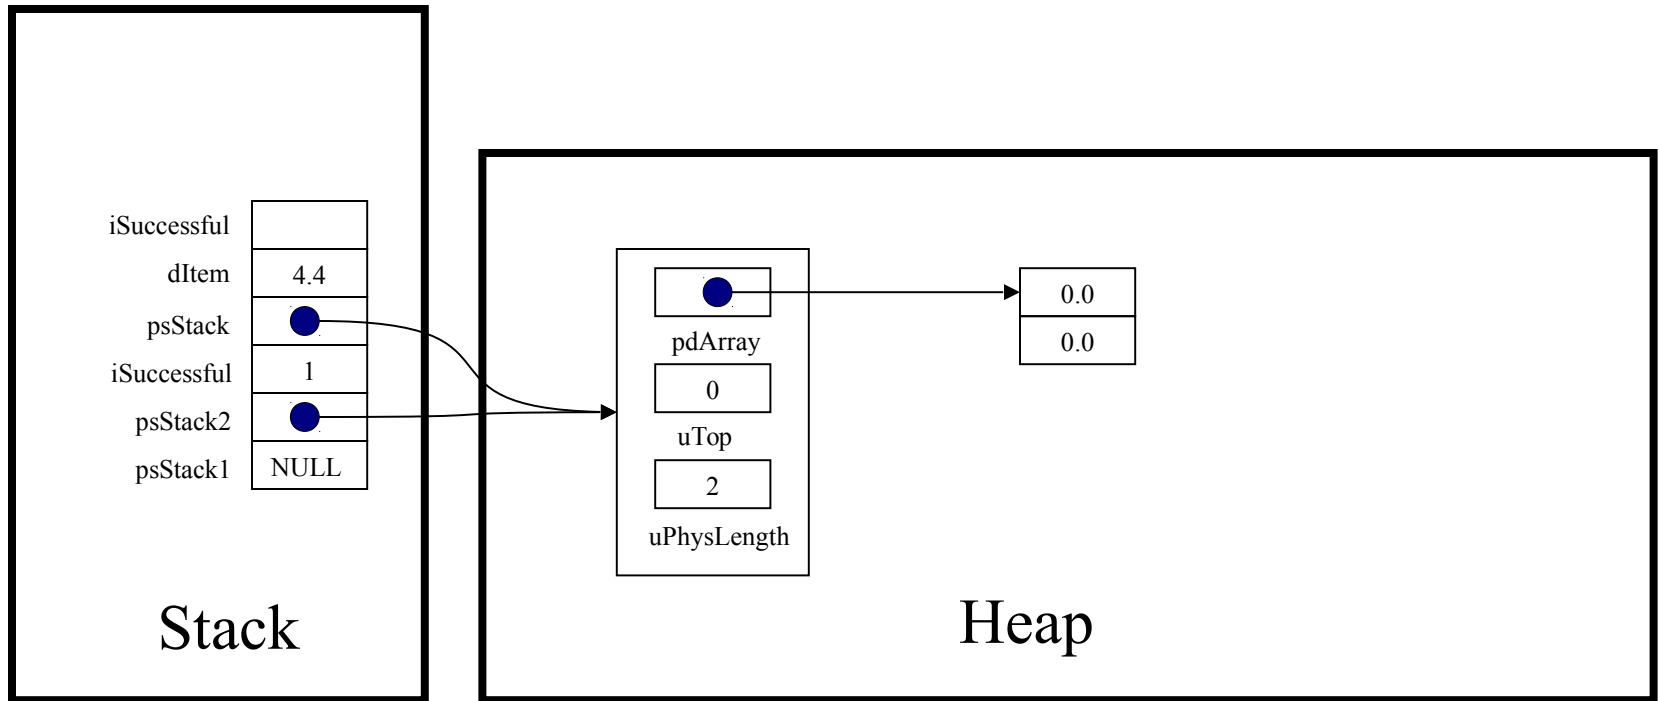 iSuccessful
dItem 4.4
psStack
iSuccessful 1
psStack2
psStack1 NULL
Stack
pdArray
0
uTop
2
uPhysLength
0.0
0.0
Heap